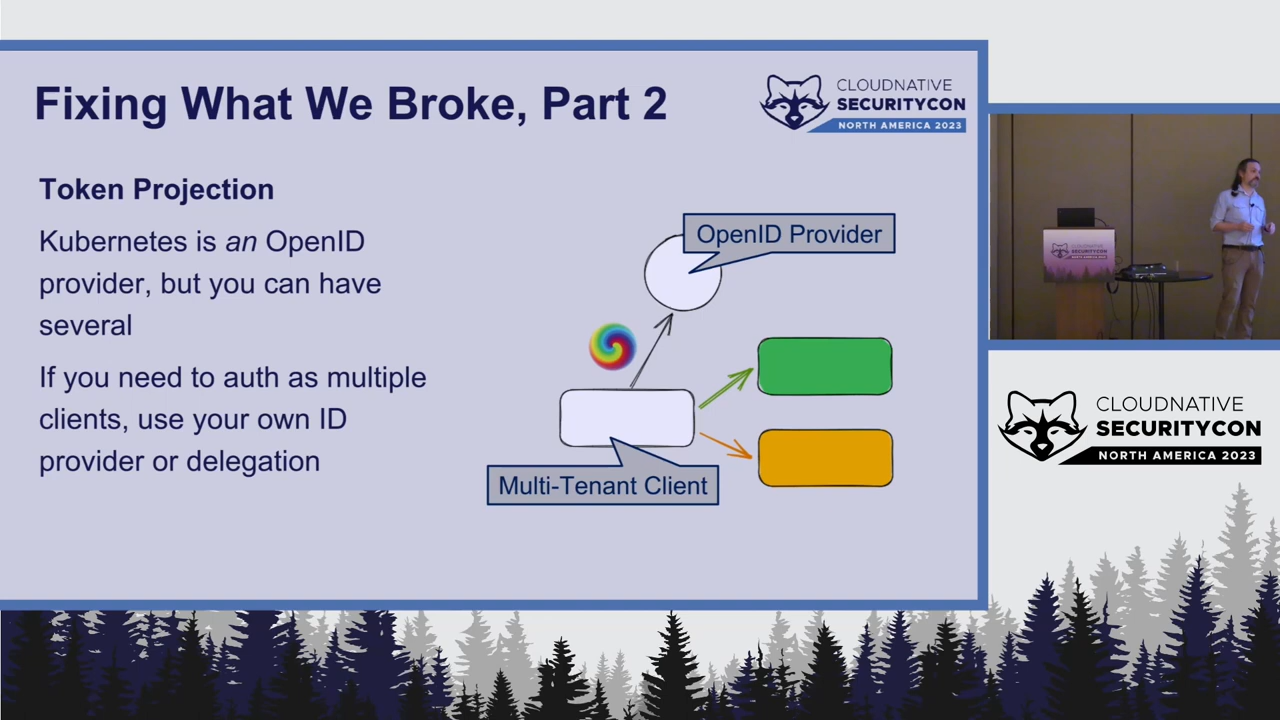 Fixing What We Broke, Part 2
CLOUDNATIVE
SECURITYCON
NORTH AMERICA 2023
Token Projection
Kubernetes is an OpenID
provider, but you can have
several
If you need to auth as multiple
clients, use your own ID
provider or delegation
OpenID Provider
Multi-Tenant Client
CLOUDNATIVE
SECURITYCON
NORTH AMERICA 2023